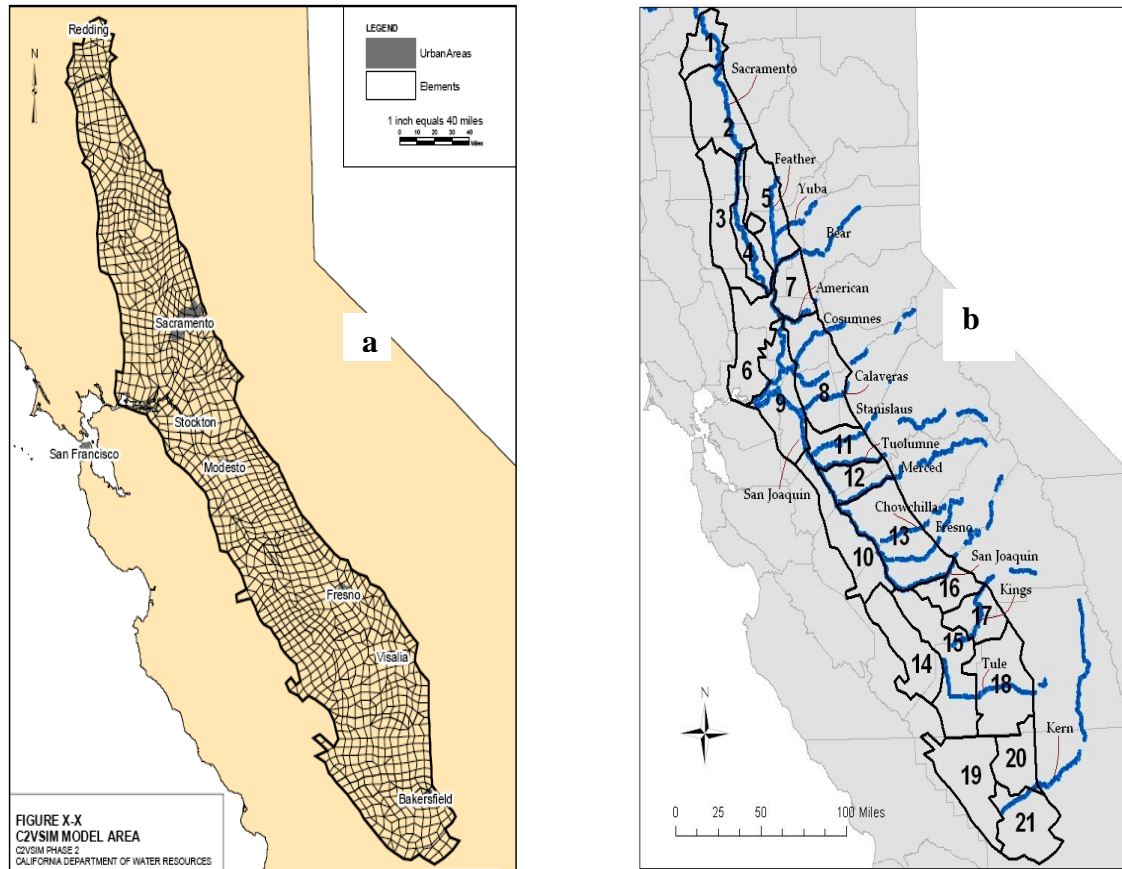 Redding
N
LEGEND
UrbanAreas
Elements
1 inch equals 40 miles
0 10 20 30 40
Miles
Sacramento
a
Stockton
San Francisco
Modesto
Fresno
Visalia
Bakersfield
FIGURE X-X
C2VSIM MODEL AREA
C2VSIM PHASE 2
CALIFORNIA DEPARTMENT OF WATER RESOURCES
1
Sacramento
2
Feather
5
Yuba
3
Bear
4
7
American
b
Cosumnes
6
Calaveras
8
9
Stanislaus
11
Tuolumne
12
Merced
San Joaquin
Chowchilla
13
Fresno
10
San Joaquin
16
Kings
17
15
14
Tule
18
N
Kern
20
19
0 25 50 100 Miles
21